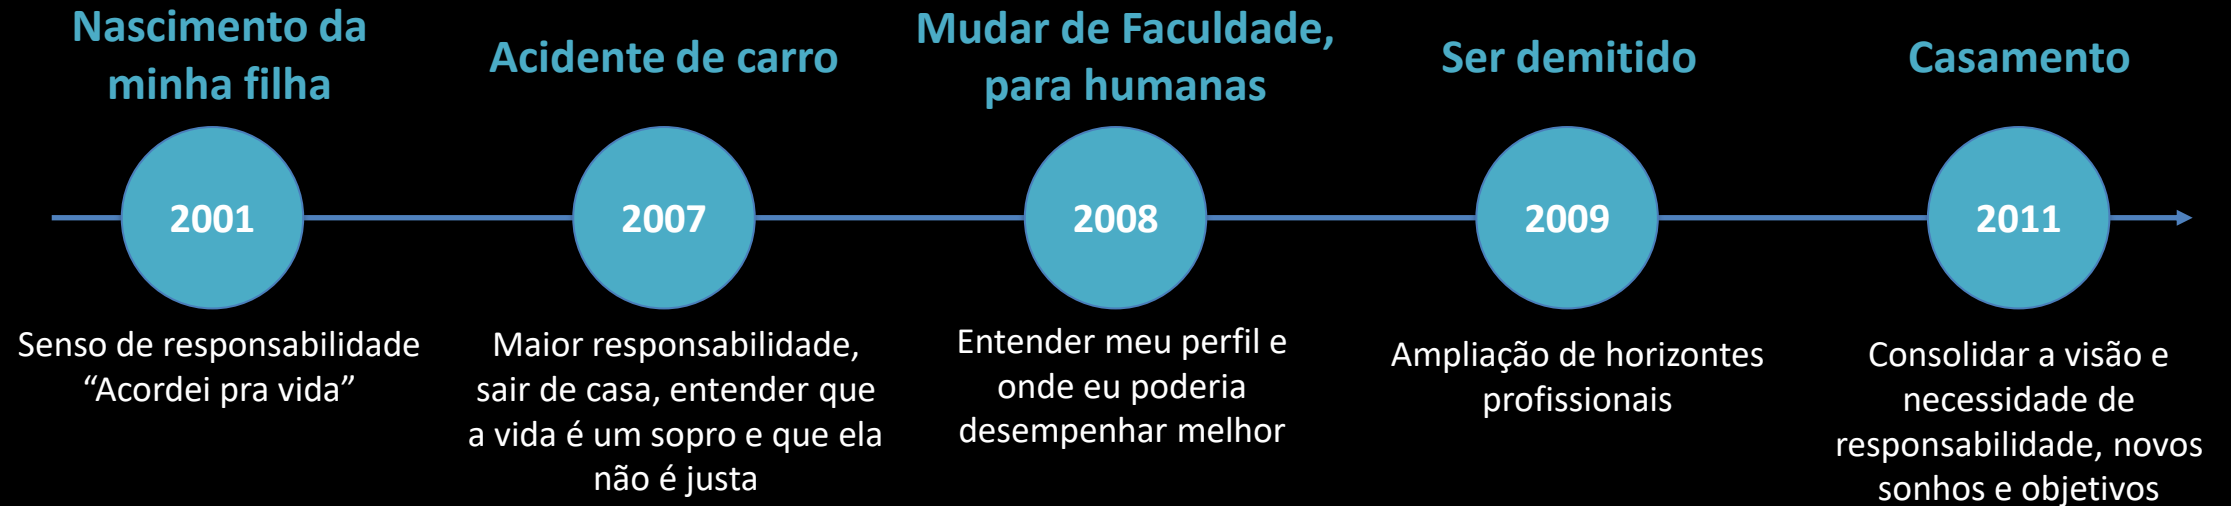 Nascimento da
minha filha
Acidente de carro
Mudar de Faculdade,
para humanas
Ser demitido
Casamento
2001
2007
2008
2009
2011
Senso de responsabilidade
“Acordei pra vida”
Maior responsabilidade,
sair de casa, entender que
a vida é um sopro e que ela
não é justa
Entender meu perfil e
onde eu poderia
desempenhar melhor
Ampliação de horizontes
profissionais
Consolidar a visão e
necessidade de
responsabilidade, novos
sonhos e objetivos